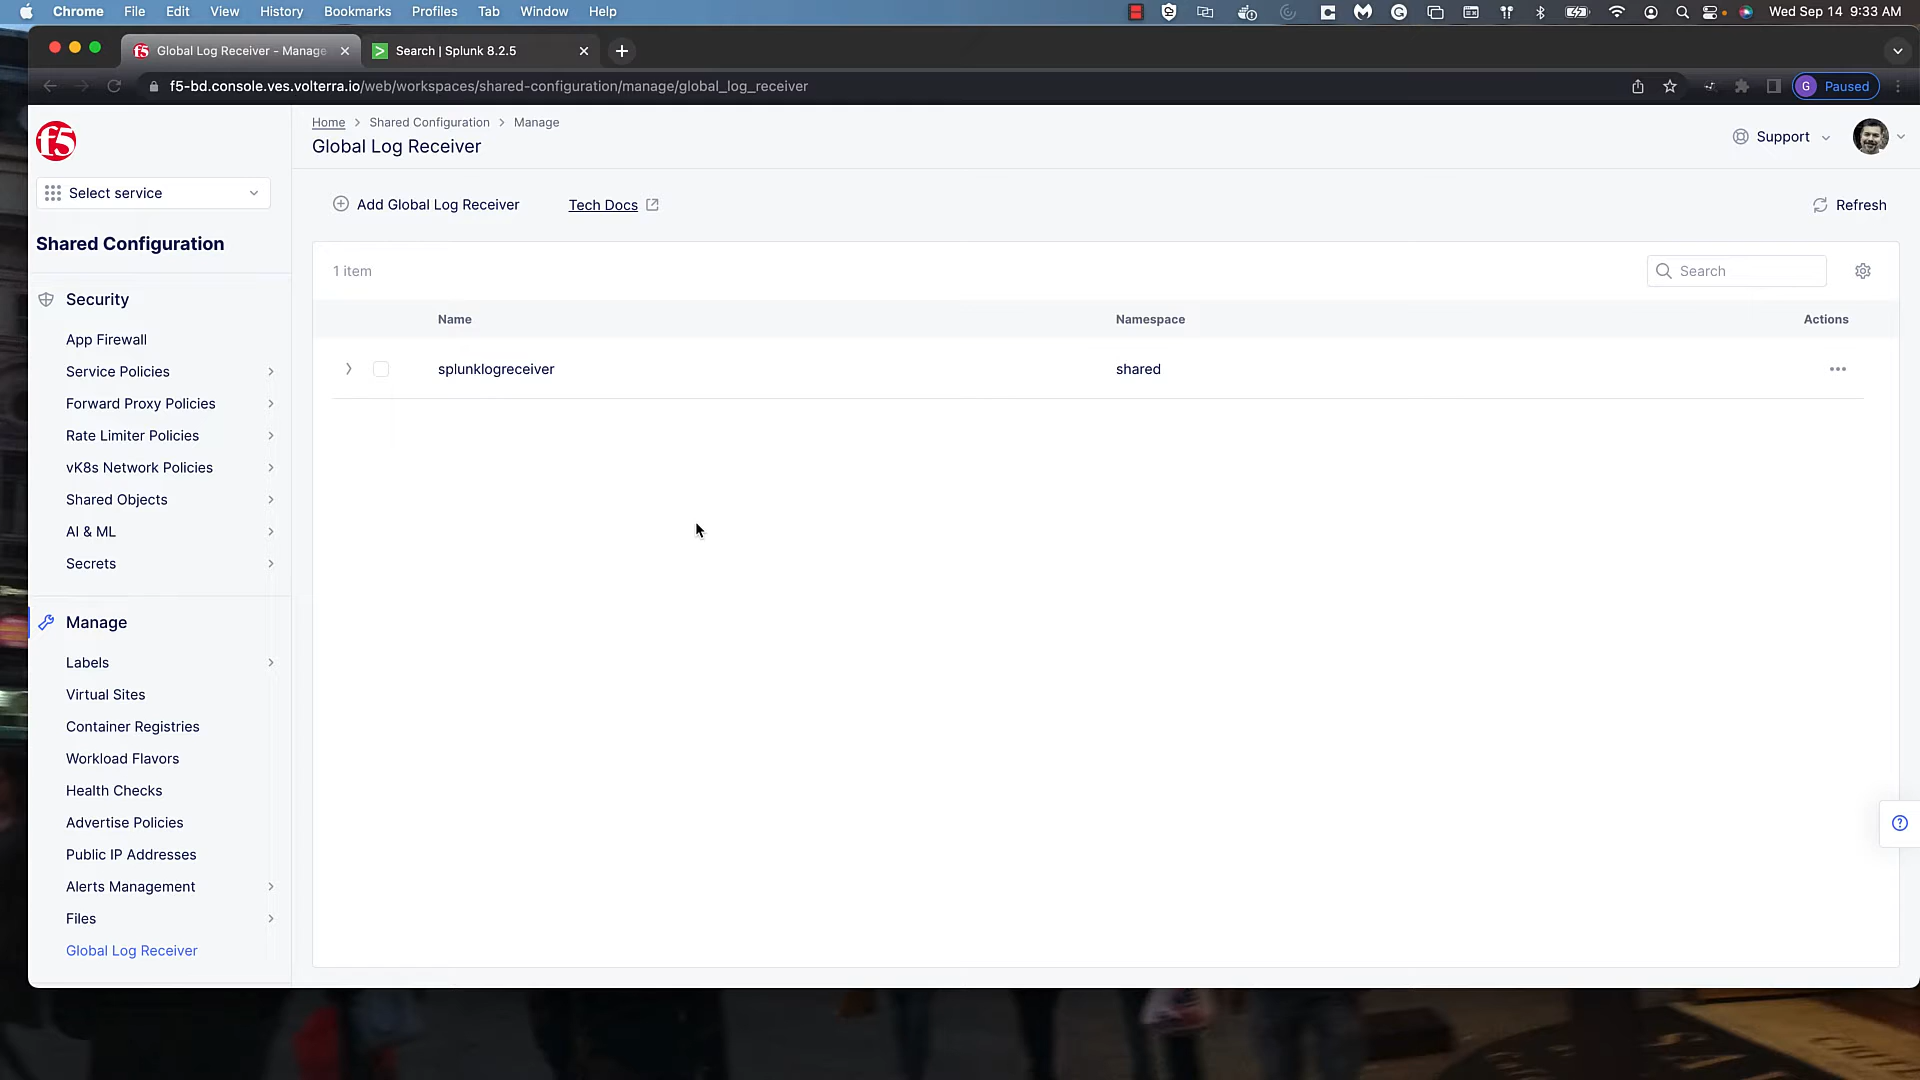 Chrome File Edit View History Bookmarks Profiles Tab Window Help Wed Sep 14 9:33 AM
Global Log Receiver - Manage
Search | Splunk 8.2.5
f5-bd.console.ves.volterra.io/web/workspaces/shared-configuration/manage/global_log_receiver
G Paused
f5
Home > Shared Configuration > Manage
Global Log Receiver
Support
Select service
Add Global Log Receiver
Tech Docs
Refresh
Shared Configuration
1 item
Search
Name Namespace Actions
splunklogreceiver shared
Security
App Firewall
Service Policies
Forward Proxy Policies
Rate Limiter Policies
vK8s Network Policies
Shared Objects
AI & ML
Secrets
Manage
Labels
Virtual Sites
Container Registries
Workload Flavors
Health Checks
Advertise Policies
Public IP Addresses
Alerts Management
Files
Global Log Receiver